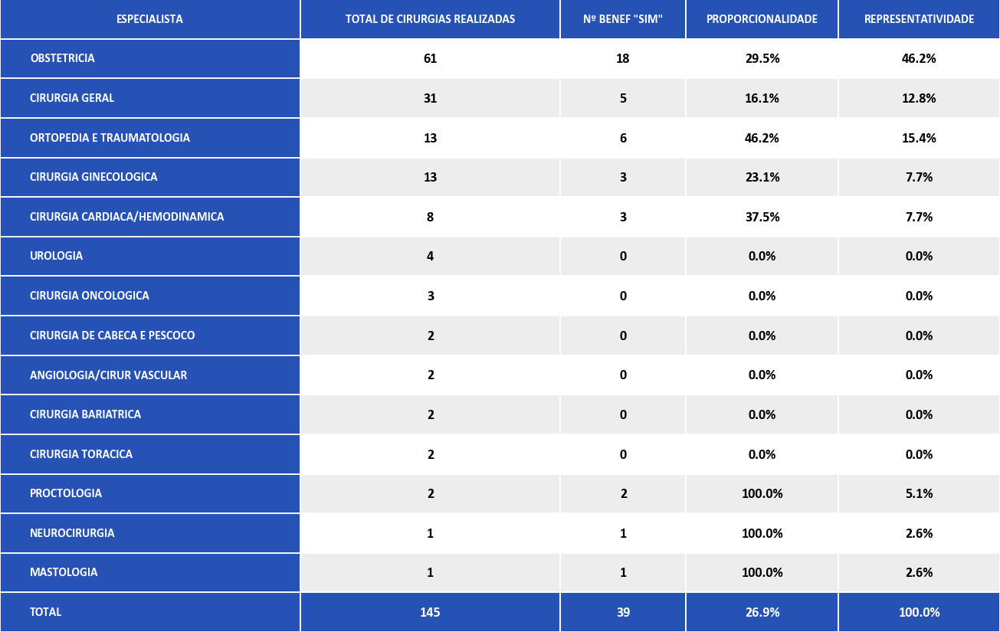 ESPECIALISTA TOTAL DE CIRURGIAS REALIZADAS Nº BENEF "SIM" PROPORCIONALIDADE REPRESENTATIVIDADE
OBSTETRICIA 61 18 29.5% 46.2%
CIRURGIA GERAL 31 5 16.1% 12.8%
ORTOPEDIA E TRAUMATOLOGIA 13 6 46.2% 15.4%
CIRURGIA GINECOLOGICA 13 3 23.1% 7.7%
CIRURGIA CARDIACA/HEMODINAMICA 8 3 37.5% 7.7%
UROLOGIA 4 0 0.0% 0.0%
CIRURGIA ONCOLOGICA 3 0 0.0% 0.0%
CIRURGIA DE CABECA E PESCOCO 2 0 0.0% 0.0%
ANGIOLOGIA/CIRUR VASCULAR 2 0 0.0% 0.0%
CIRURGIA BARIATRICA 2 0 0.0% 0.0%
CIRURGIA TORACICA 2 0 0.0% 0.0%
PROCTOLOGIA 2 2 100.0% 5.1%
NEUROCIRURGIA 1 1 100.0% 2.6%
MASTOLOGIA 1 1 100.0% 2.6%
TOTAL 145 39 26.9% 100.0%